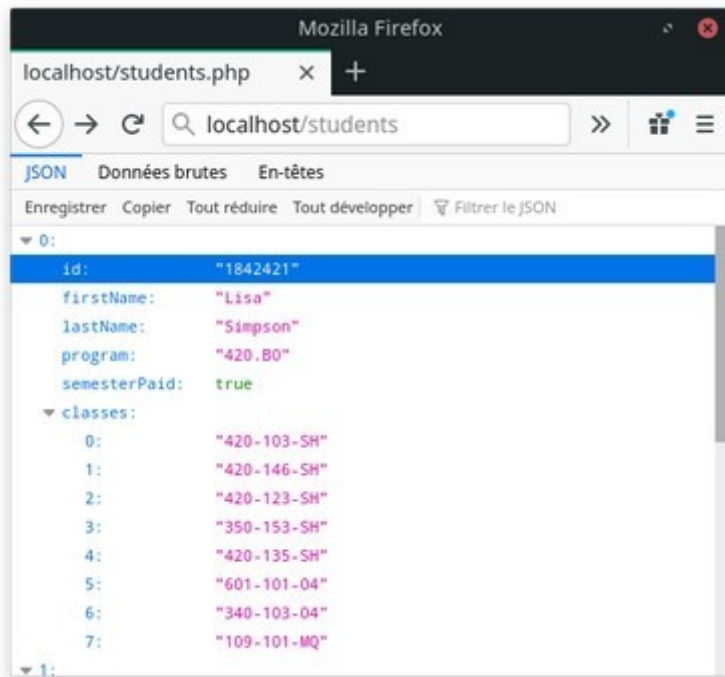 Mozilla Firefox
localhost/students.php
localhost/students
JSON Données brutes En-têtes
Enregistrer Copier Tout réduire Tout développer Filtrer le JSON
0:
id: "1842421"
firstName: "Lisa"
lastName: "Simpson"
program: "420.B0"
semesterPaid: true
classes:
0: "420-103-SH"
1: "420-146-SH"
2: "420-123-SH"
3: "350-153-SH"
4: "420-135-SH"
5: "601-101-04"
6: "340-103-04"
7: "109-101-MQ"
1: